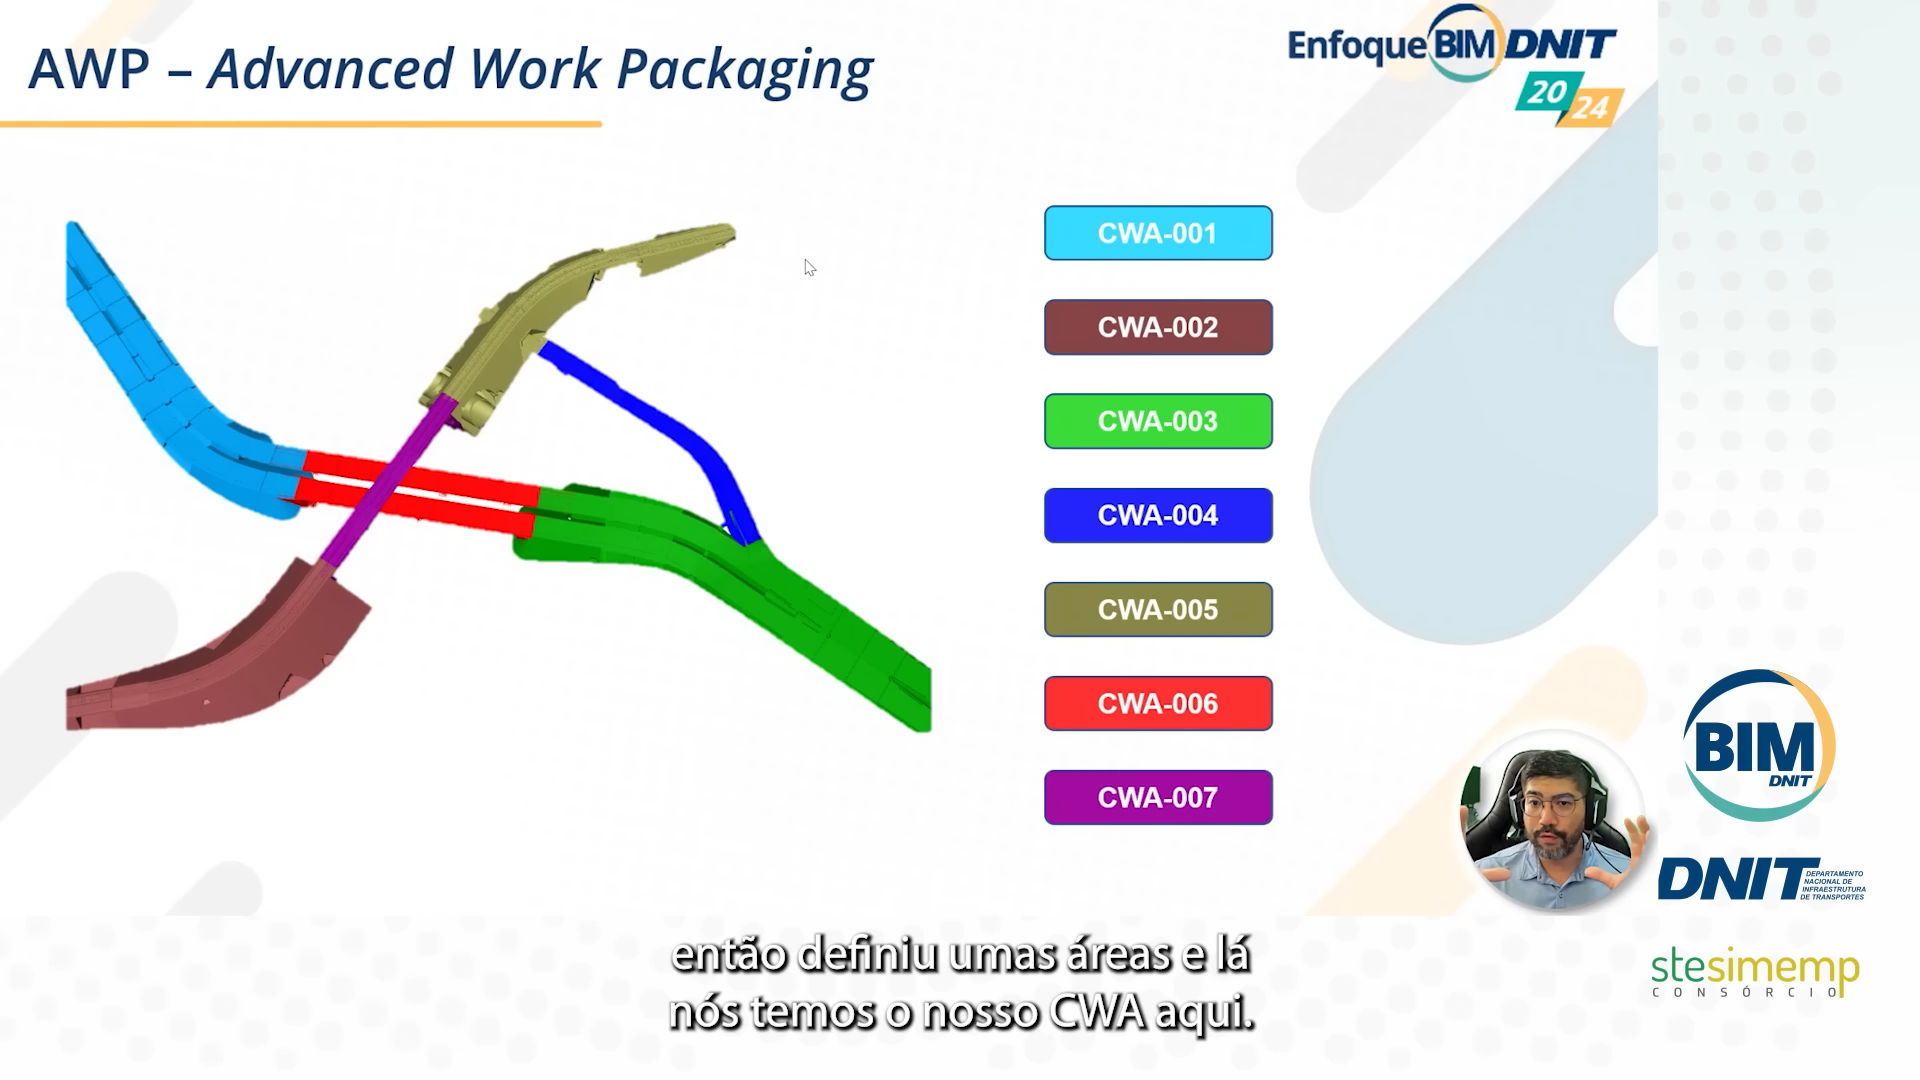 AWP – Advanced Work Packaging
Enfoque BIM DNIT
20 24
CWA-001
CWA-002
CWA-003
CWA-004
CWA-005
CWA-006
CWA-007
BIM
DNIT
DNIT
DEPARTAMENTO
NACIONAL DE
INFRAESTRUTURA
DE TRANSPORTES
stesimemp
CONSÓRCIO
então definiu umas áreas e lá
nós temos o nosso CWA aqui.